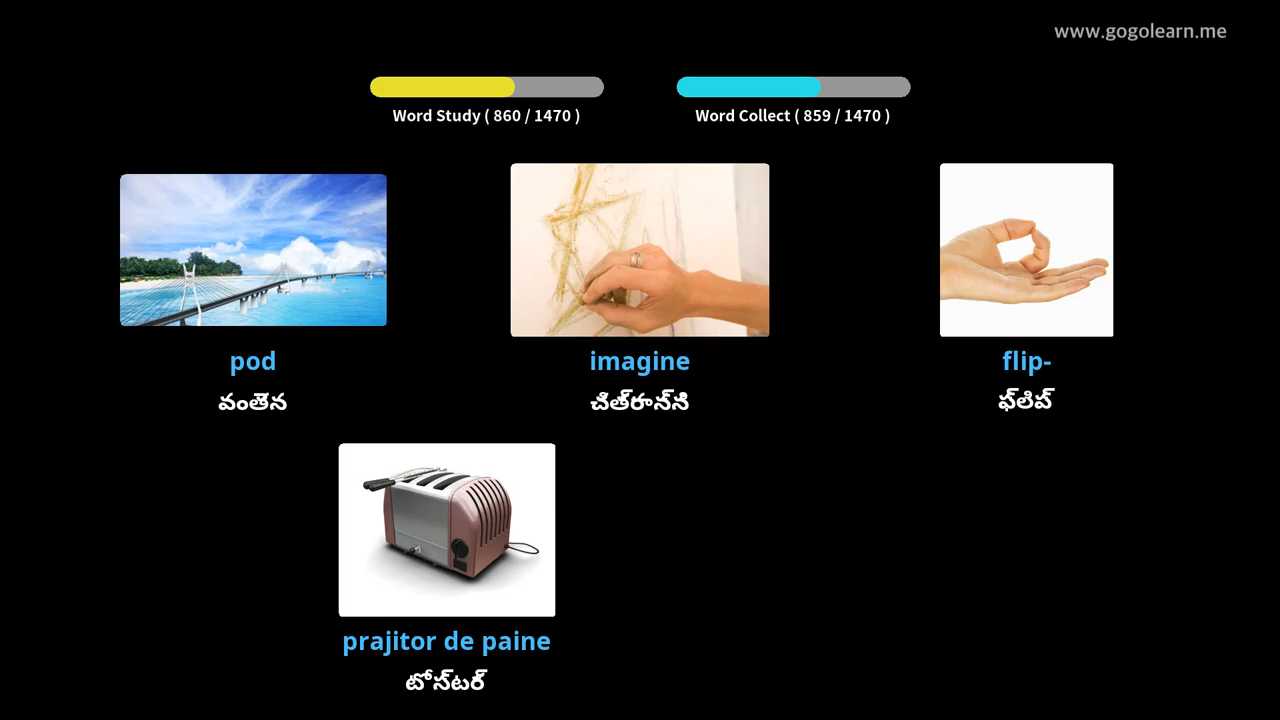 www.gogolearn.me
Word Study ( 860 / 1470 )
Word Collect ( 859 / 1470 )
pod
వంతెన
imagine
చిత్రాన్ని
flip-
ఫ్లిప్
prajitor de paine
టోస్టర్